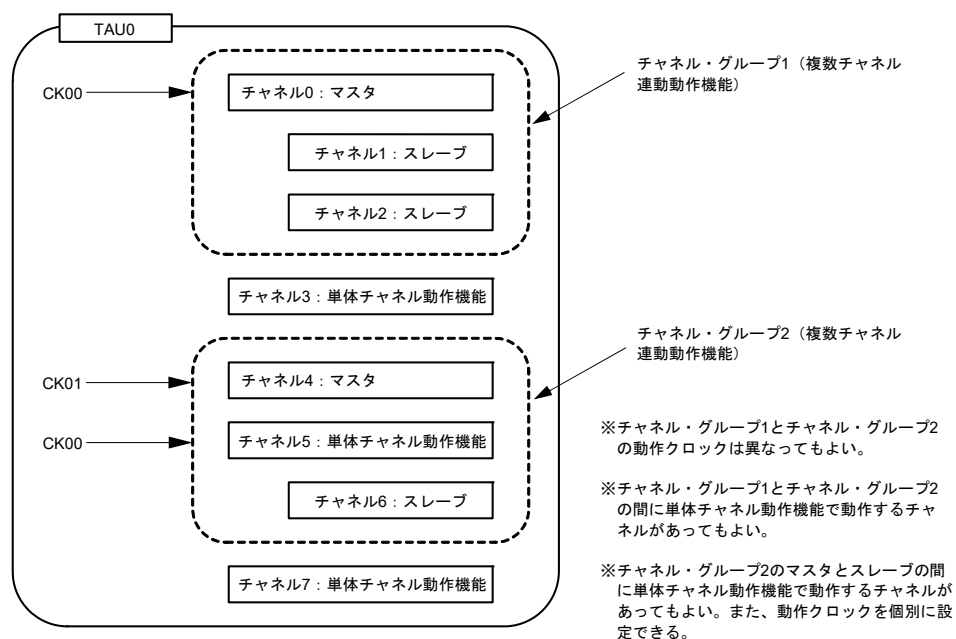 TAU0
CK00
チャネル0：マスタ
チャネル1：スレーブ
チャネル2：スレーブ
チャネル・グループ1（複数チャネル
連動動作機能）
チャネル3：単体チャネル動作機能
チャネル・グループ2（複数チャネル
連動動作機能）
CK01
チャネル4：マスタ
CK00
チャネル5：単体チャネル動作機能
チャネル6：スレーブ
チャネル7：単体チャネル動作機能
※チャネル・グループ1とチャネル・グループ2
の動作クロックは異なってもよい。
※チャネル・グループ1とチャネル・グループ2
の間に単体チャネル動作機能で動作するチャ
ネルがあってもよい。
※チャネル・グループ2のマスタとスレーブの間
に単体チャネル動作機能で動作するチャネルが
あってもよい。また、動作クロックを個別に設
定できる。